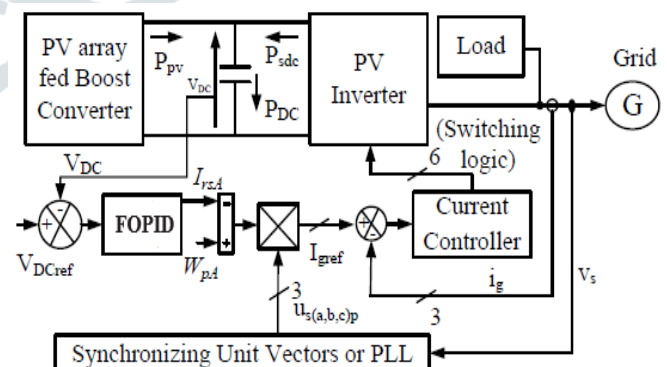 PV array
fed Boost
Converter
P_pv
V_DC
P_sdc
P_DC
PV
Inverter
Load
Grid
G
(Switching
logic)
6
V_DC
I_rsA
+
-
FOPID
V_DCref
W_pA
-
+
I_gref
+
-
Current
Controller
3
u_s(a,b,c)p
i_g
3
v_s
Synchronizing Unit Vectors or PLL